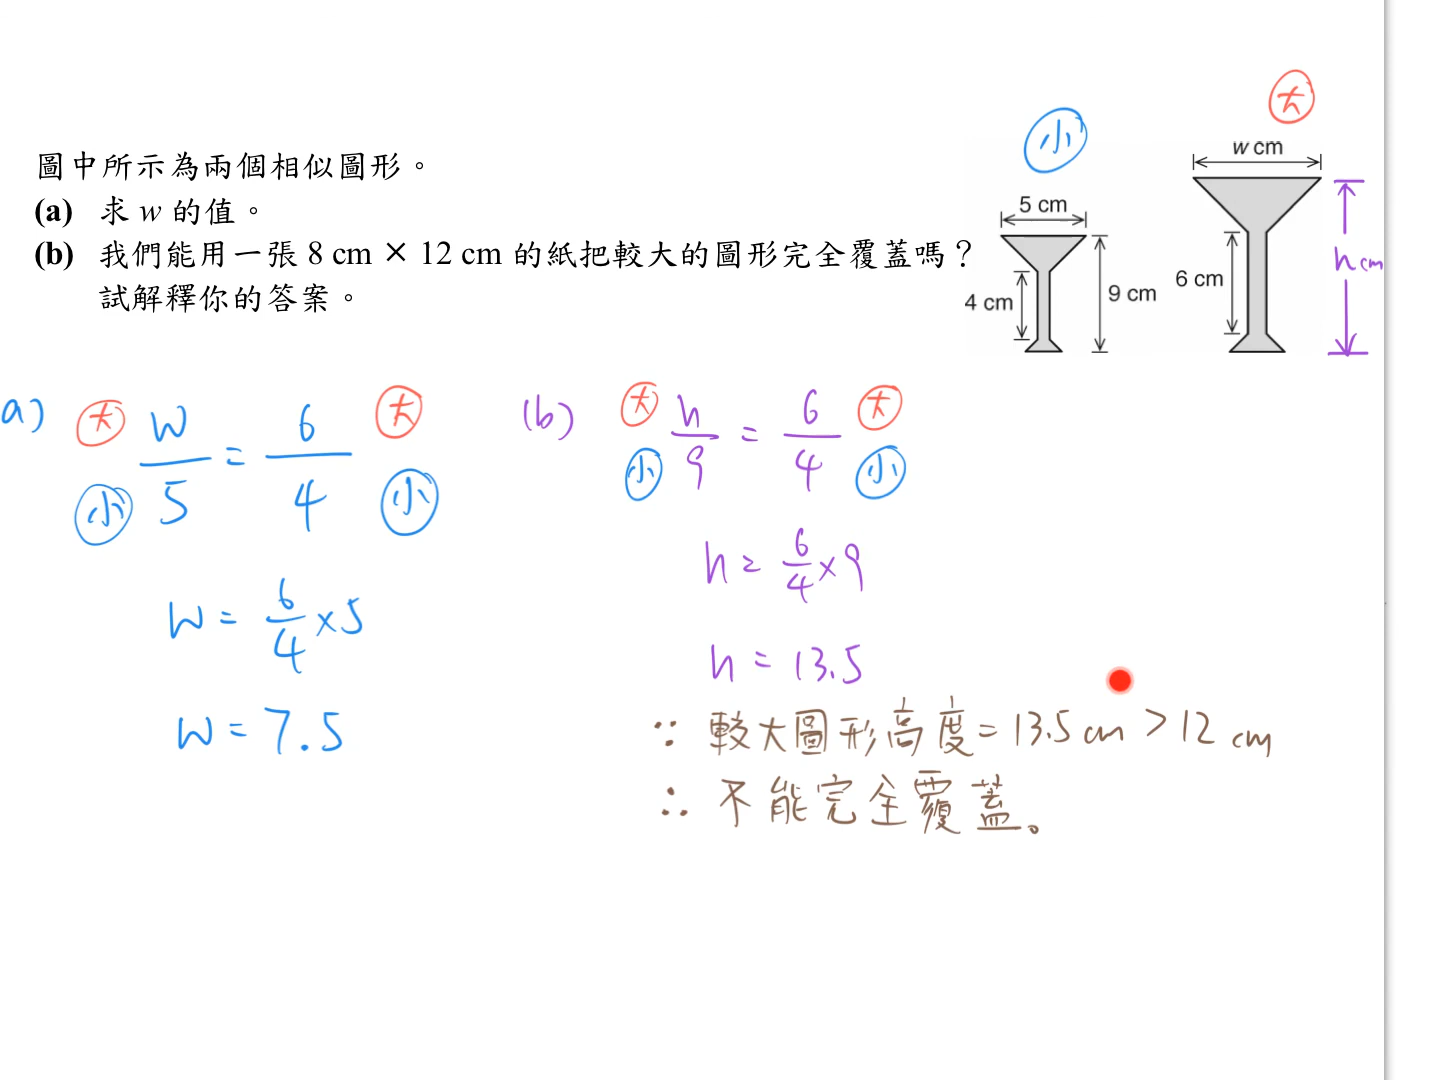 圖中所示為兩個相似圖形。
(a) 求 w 的值。
(b) 我們能用一張 8 cm × 12 cm 的紙把較大的圖形完全覆蓋嗎？
試解釋你的答案。
小
大
5 cm
4 cm
9 cm
w cm
6 cm
h cm
a) 大 W/小 5 = 6 大/4 小
W = 6/4 × 5
W = 7.5
(b) 大 h/小 9 = 6 大/4 小
h = 6/4 × 9
h = 13.5
∵ 較大圖形高度 = 13.5 cm > 12 cm
∴ 不能完全覆蓋。